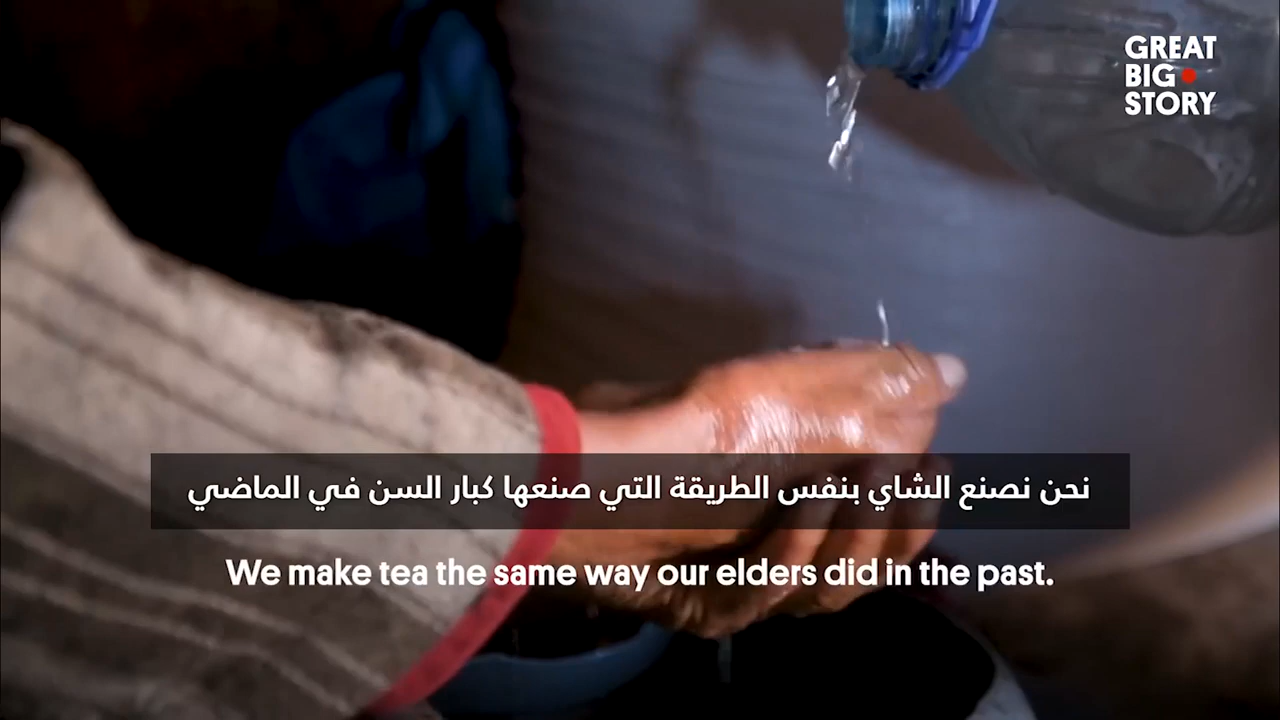 GREAT
BIG
STORY
نحن نصنع الشاي بنفس الطريقة التي صنعها كبار السن في الماضي
We make tea the same way our elders did in the past.